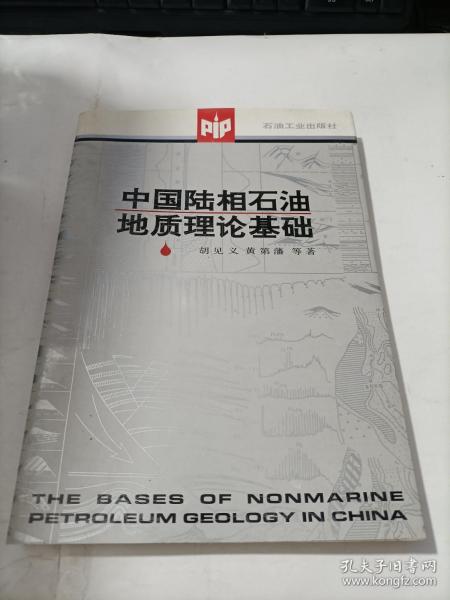 PIP
石油工业出版社
中国陆相石油
地质理论基础
胡见义 黄第藩 等著
THE BASES OF NONMARINE
PETROLEUM GEOLOGY IN CHINA
孔夫子旧书网
www.kongfz.com